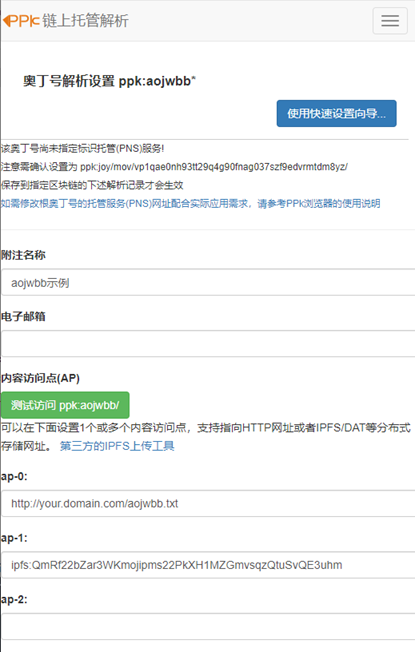 PPk 链上托管解析
奥丁号解析设置 ppk:aojwbb*
使用快速设置向导...
该奥丁号尚未指定标识托管(PNS)服务!
注意需确认设置为 ppk:joy/mov/vp1qae0nh93tt29q4g90fnag037szf9edvrmtdm8yz/
保存到指定区块链的下述解析记录才会生效
如需修改根奥丁号的托管服务(PNS)网址配合实际应用需求，请参考PPk浏览器的使用说明
附注名称
aojwbb示例
电子邮箱
内容访问点(AP)
测试访问 ppk:aojwbb/
可以在下面设置1个或多个内容访问点，支持指向HTTP网址或者IPFS/DAT等分布式
存储网址。 第三方的IPFS上传工具
ap-0:
http://your.domain.com/aojwbb.txt
ap-1:
ipfs:QmRf22bZar3WKmojipms22PkXH1MZGmvsqzQtuSvQE3uhm
ap-2: